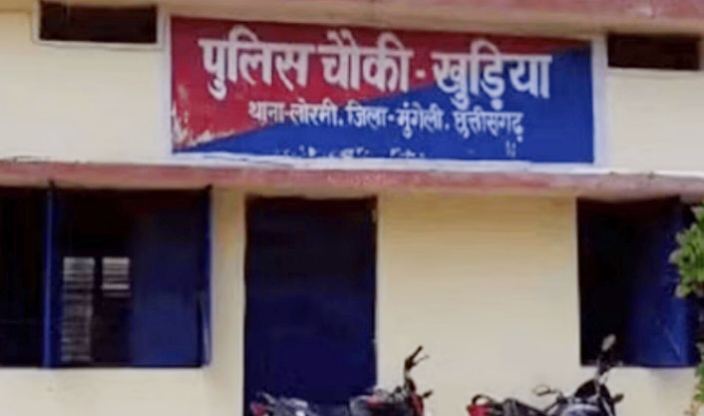 पुलिस चौकी - खुड़िया
थाना-लोरमी, जिला-मुंगेली, छत्तीसगढ़